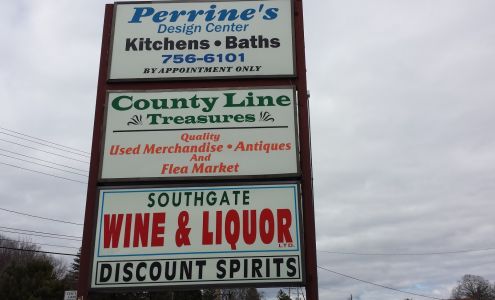 Perrine's
Design Center
Kitchens • Baths
756-6101
BY APPOINTMENT ONLY
County Line
Treasures
Quality
Used Merchandise • Antiques
And
Flea Market
SOUTHGATE
WINE & LIQUOR LTD.
DISCOUNT SPIRITS